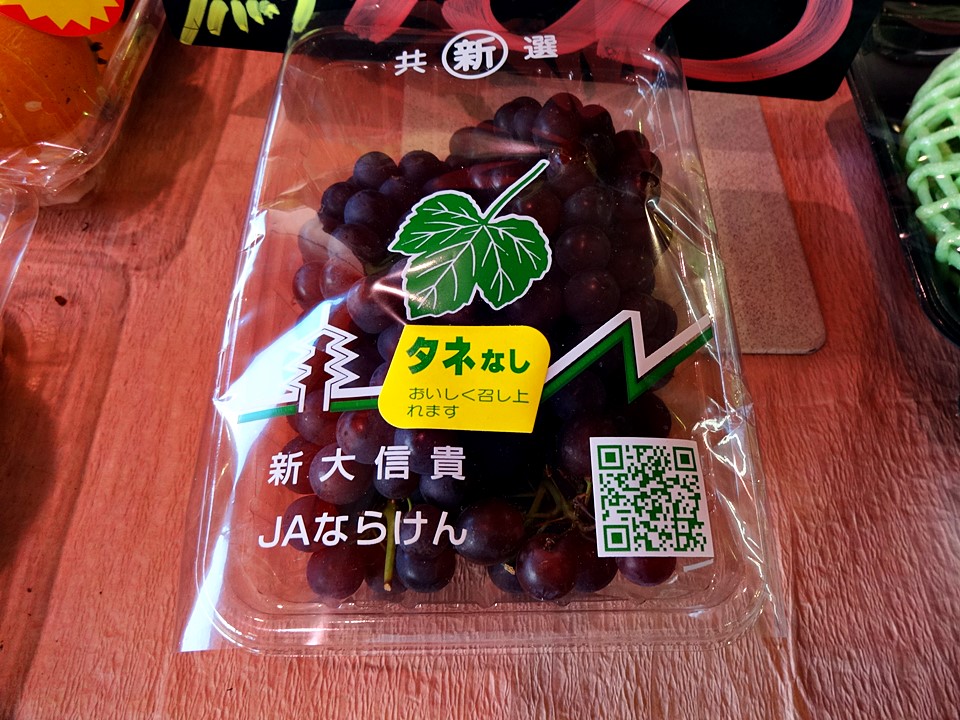 共 新 選
タネなし
おいしく召し上
れます
新大信貴
JAならけん